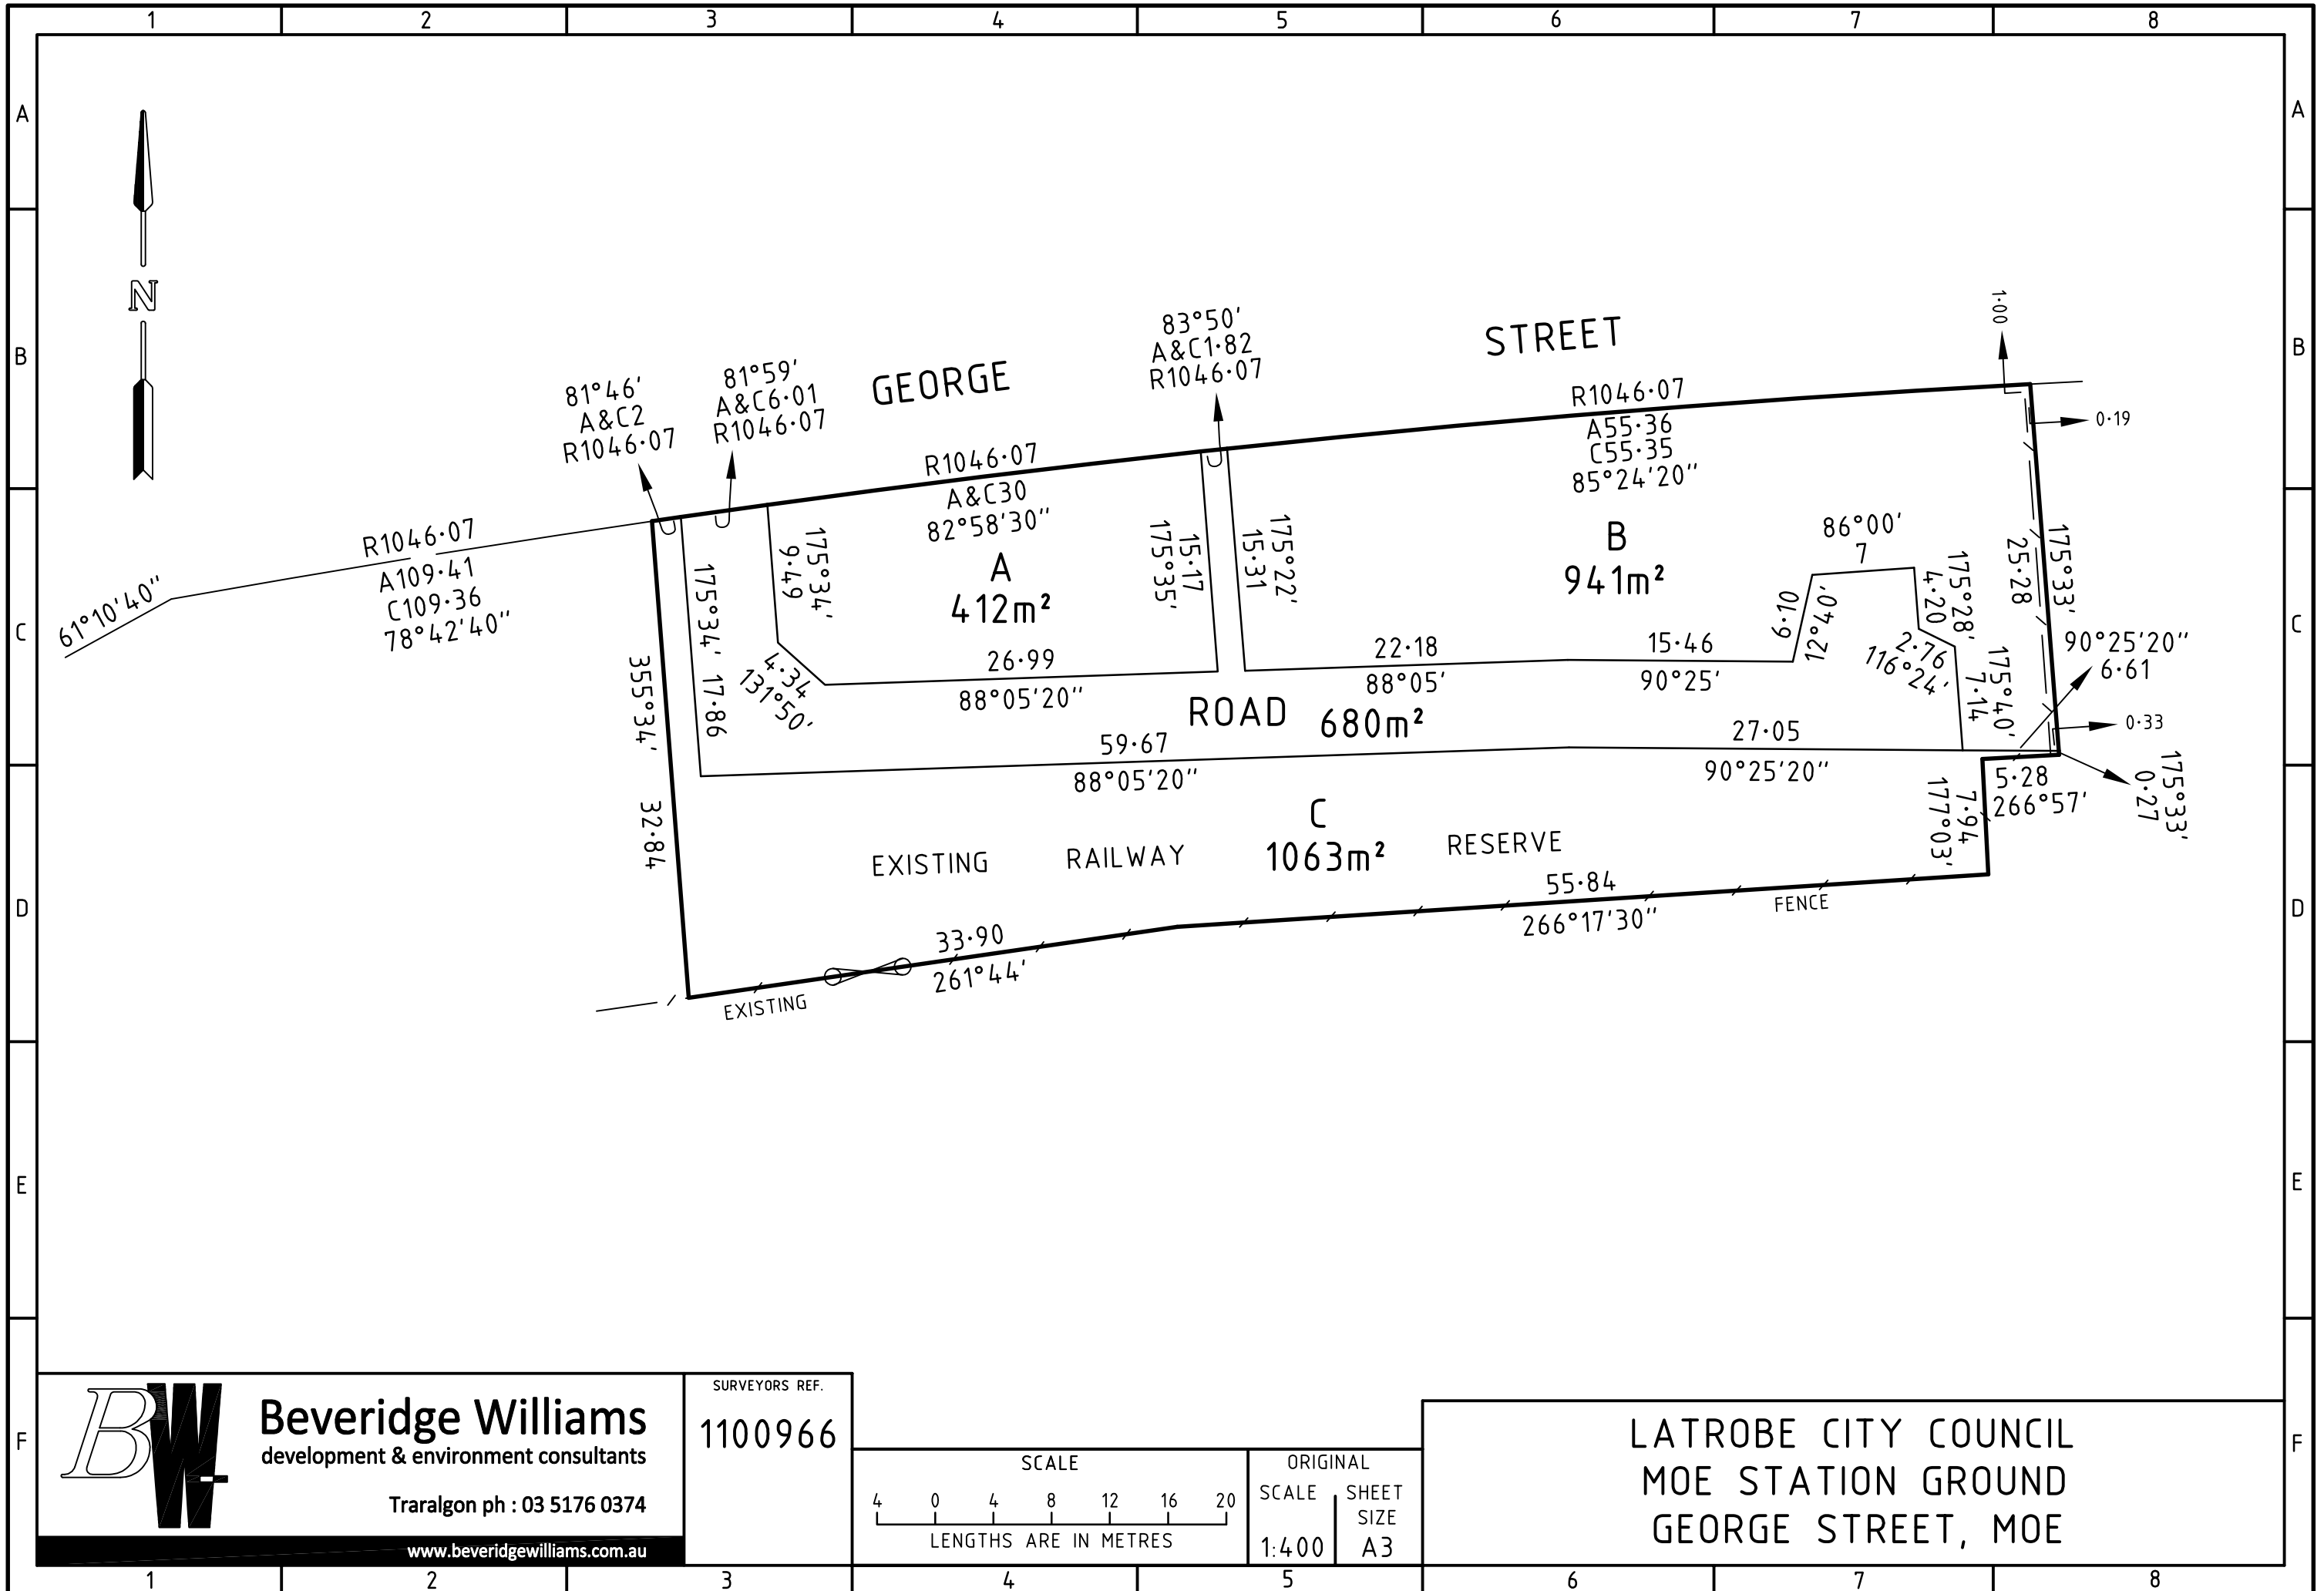 1 2 3 4 5 6 7 8
A A
B B
C C
D D
E E
F F
N
GEORGE STREET
61°10'40"
R1046·07
A109·41
C109·36
78°42'40"
81°46'
A&C2
R1046·07
81°59'
A&C6·01
R1046·07
R1046·07
A&C30
82°58'30"
83°50'
A&C1·82
R1046·07
R1046·07
A55·36
C55·35
85°24'20"
1·00
0·19
A
412m²
B
941m²
175°34'
9·49
4·34
131°50'
26·99
88°05'20"
15·17
175°35'
175°22'
15·31
22·18
88°05'
15·46
90°25'
6·10
12°40'
86°00'
7
175°28'
4·20
2·76
116°24'
175°40'
7·14
175°33'
25·28
90°25'20"
6·61
0·33
175°33'
0·27
355°34'
32·84
175°34' 17·86
ROAD 680m²
59·67
88°05'20"
27·05
90°25'20"
5·28
266°57'
7·94
177°03'
C
1063m²
EXISTING RAILWAY RESERVE
55·84
266°17'30"
FENCE
33·90
261°44'
EXISTING
BW
Beveridge Williams
development & environment consultants
Traralgon ph : 03 5176 0374
www.beveridgewilliams.com.au
SURVEYORS REF.
1100966
SCALE
4 0 4 8 12 16 20
LENGTHS ARE IN METRES
ORIGINAL
SCALE SHEET
SIZE
1:400 A3
LATROBE CITY COUNCIL
MOE STATION GROUND
GEORGE STREET, MOE
1 2 3 4 5 6 7 8